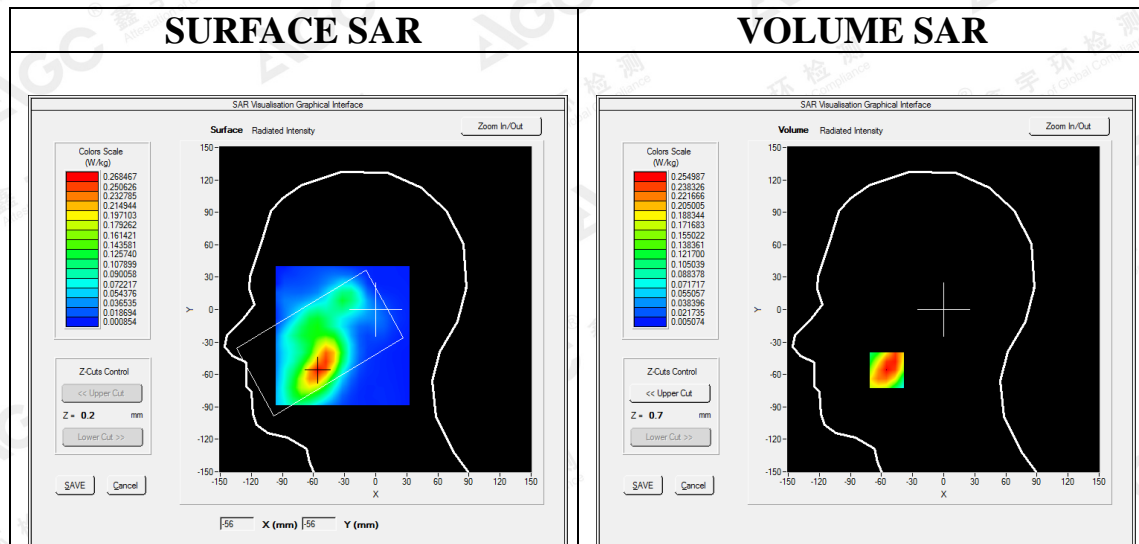 SURFACE SAR
VOLUME SAR
SAR Visualisation Graphical Interface
Surface Radiated Intensity
Zoom In/Out
Colors Scale
(W/kg)
0.268467
0.250626
0.232785
0.214944
0.197103
0.179262
0.161421
0.143581
0.125740
0.107899
0.090058
0.072217
0.054376
0.036535
0.018694
0.000854
Z-Cuts Control
<< Upper Cut
Z = 0.2 mm
Lower Cut >>
SAVE
Cancel
150
120
90
60
30
0
-30
-60
-90
-120
-150
Y
-150 -120 -90 -60 -30 0 30 60 90 120 150
X
-56 X (mm) -56 Y (mm)
SAR Visualisation Graphical Interface
Volume Radiated Intensity
Zoom In/Out
Colors Scale
(W/kg)
0.254987
0.238326
0.221666
0.205005
0.188344
0.171683
0.155022
0.138361
0.121700
0.105039
0.088378
0.071717
0.055057
0.038396
0.021735
0.005074
Z-Cuts Control
<< Upper Cut
Z = 0.7 mm
Lower Cut >>
SAVE
Cancel
150
120
90
60
30
0
-30
-60
-90
-120
-150
Y
-150 -120 -90 -60 -30 0 30 60 90 120 150
X